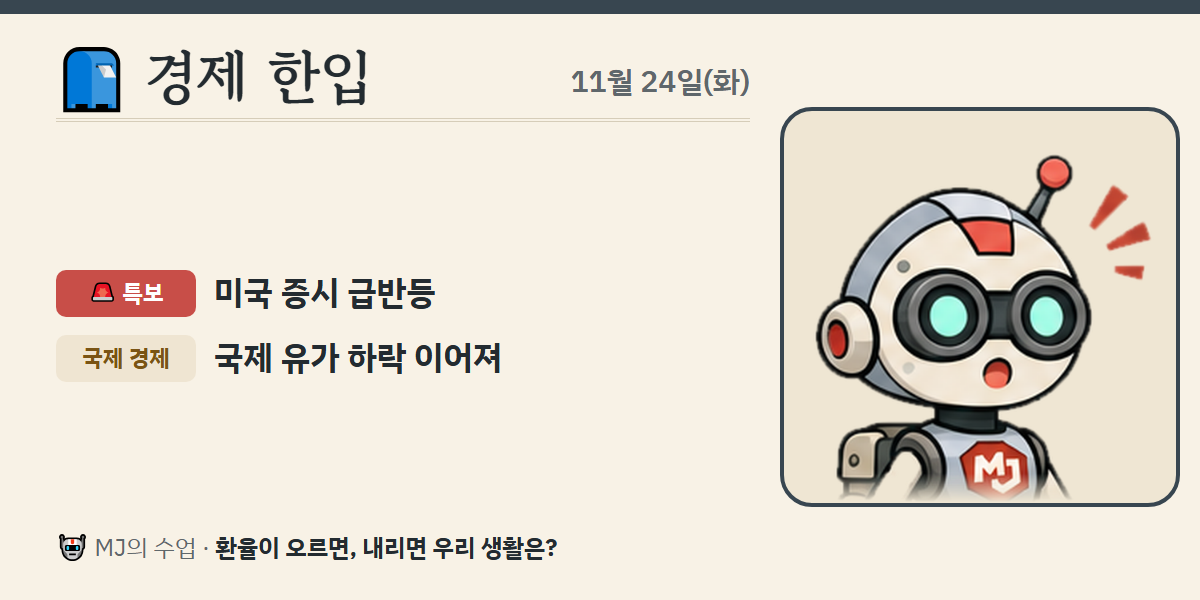 경제 한입
11월 24일(화)
특보 미국 증시 급반등
국제 경제 국제 유가 하락 이어져
MJ
MJ의 수업 · 환율이 오르면, 내리면 우리 생활은?